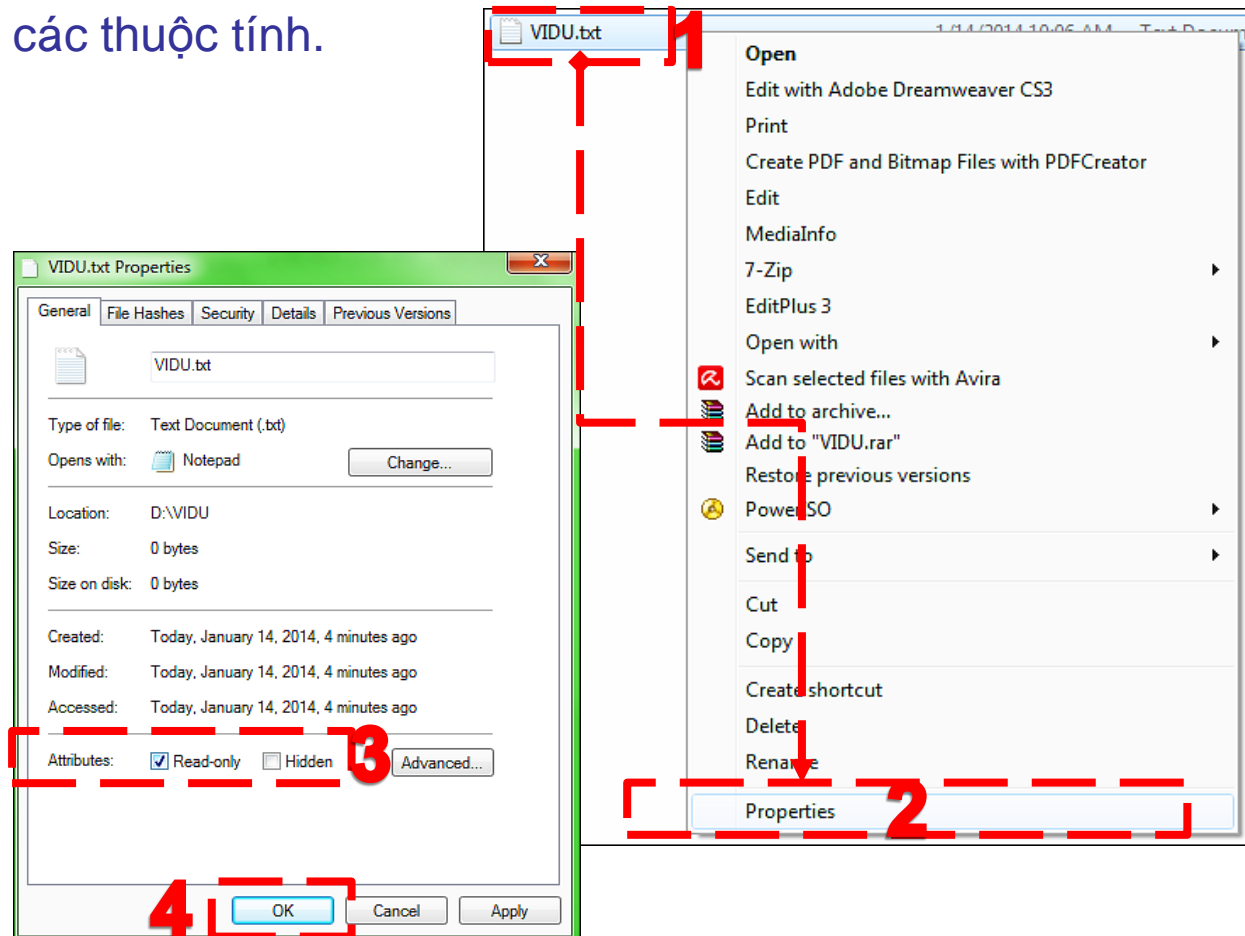 các thuộc tính.
VIDU.txt
1
Open
Edit with Adobe Dreamweaver CS3
Print
Create PDF and Bitmap Files with PDFCreator
Edit
MediaInfo
7-Zip
EditPlus 3
Open with
Scan selected files with Avira
Add to archive...
Add to "VIDU.rar"
Restore previous versions
PowerISO
Send to
Cut
Copy
Create shortcut
Delete
Rename
Properties
2
VIDU.txt Properties
General File Hashes Security Details Previous Versions
VIDU.txt
Type of file: Text Document (.txt)
Opens with: Notepad Change...
Location: D:\VIDU
Size: 0 bytes
Size on disk: 0 bytes
Created: Today, January 14, 2014, 4 minutes ago
Modified: Today, January 14, 2014, 4 minutes ago
Accessed: Today, January 14, 2014, 4 minutes ago
Attributes: Read-only Hidden 3 Advanced...
4 OK Cancel Apply